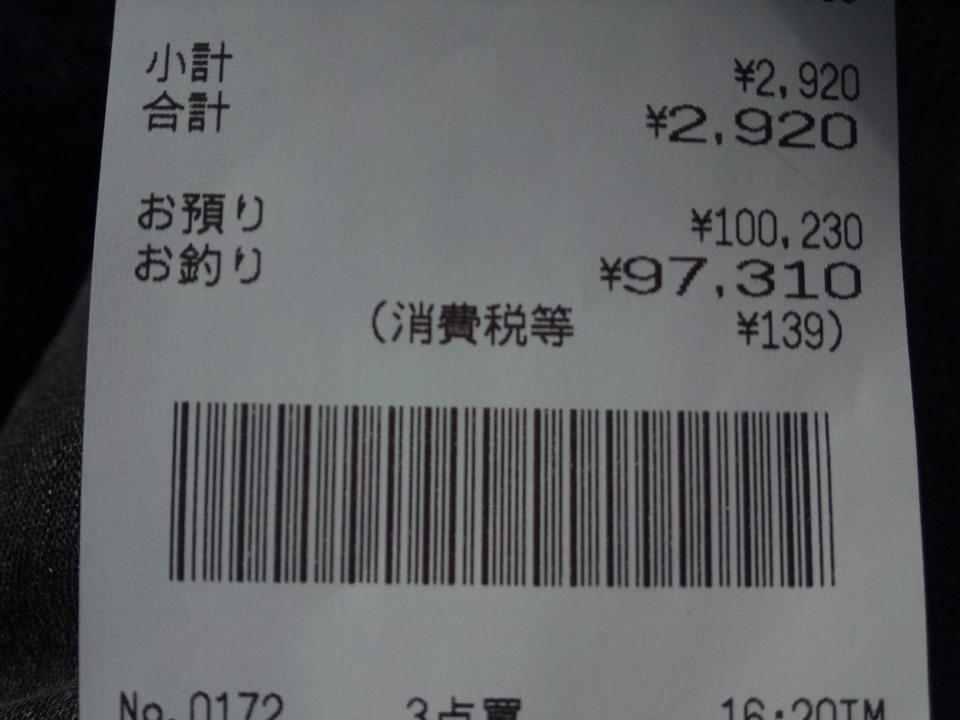 小計 ¥2,920
合計 ¥2,920
お預り ¥100,230
お釣り ¥97,310
(消費税等 ¥139)
No.0172 3点買 16:20TM